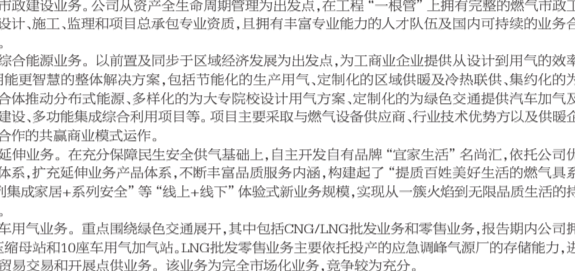 市政建设业务。公司从资产全生命周期管理为出发点，在工程“一根管”上拥有完整的燃气市政工
设计、施工、监理和项目总承包专业资质，且拥有丰富专业能力的人才队伍及国内可持续的业务合
。
综合能源业务。以前置及同步于区域经济发展为出发点，为工商业企业提供从设计到用气的效率
用能更智慧的整体解决方案，包括节能化的生产用气、定制化的区域供暖及冷热联供、集约化的为
合体推动分布式能源、多样化的为大专院校设计用气方案、定制化的为绿色交通提供汽车加气及
建设、多功能集成综合利用项目等。项目主要采取与燃气设备供应商、行业技术优势方以及供暖企
合作的共赢商业模式运作。
延伸业务。在充分保障民生安全供气基础上，自主开发自有品牌“宜家生活”名尚汇，依托公司优
体系，扩充延伸业务产品体系，不断丰富品质服务内涵，构建起了“提质百姓美好生活的燃气具系
列集成家居+系列安全”等“线上+线下”体验式新业务规模，实现从一簇火焰到无限品质生活的持
。
车用气业务。重点围绕绿色交通展开，其中包括CNG/LNG批发业务和零售业务，报告期内公司拥
压缩母站和10座车用气加气站。LNG批发零售业务主要依托投产的应急调峰气源厂的存储能力，进
贸易交易和开展点供业务。该业务为完全市场化业务，竞争较为充分。